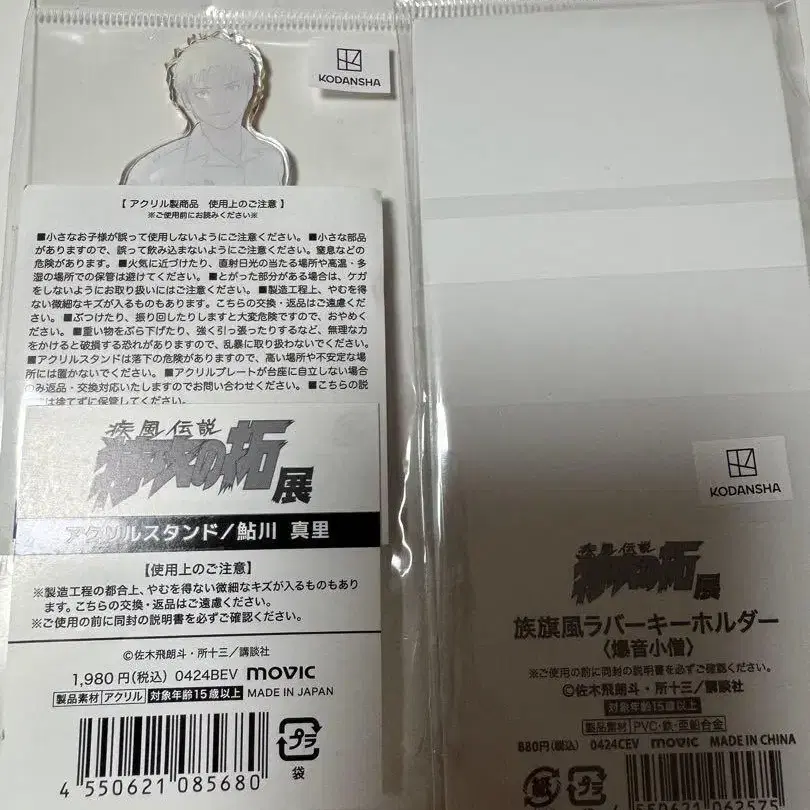 KODANSHA
【 アクリル製商品 使用上のご注意 】
※ご使用前にお読みください※
■小さなお子様が誤って使用しないようにご注意ください。■小さな部品
がありますので、誤って飲み込まないようにご注意ください。窒息などの
危険があります。■火気に近づけたり、直射日光の当たる場所や高温・多
湿の場所での保管は避けてください。■とがった部分がある場合は、ケガ
をしないようにお取り扱いにはご注意ください。■製造工程上、やむを得
ない微細なキズが入るものもあります。こちらの交換・返品はご遠慮くだ
さい。■ぶつけたり、振り回したりしますと大変危険ですので、おやめく
ださい。■重い物をぶら下げたり、強く引っ張ったりするなど、無理な力
をかけると破損する恐れがありますので、乱暴に取り扱わないでください。
■アクリルスタンドは落下の危険がありますので、高い場所や不安定な場
所には置かないでください。■アクリルプレートが台座に自立しない場合
のみ返品・交換対応いたしますのでお問い合わせください。■こちらの説
は捨てずに保管してください。
疾風伝説
特攻の拓
展
アクリルスタンド/鮎川 真里
【使用上のご注意】
※製造工程の都合上、やむを得ない微細なキズが入るものもあり
ます。こちらの交換・返品はご遠慮ください。
※ご使用の前に同封の説明書を必ずご確認ください。
©佐木飛朗斗・所十三/講談社
1,980円(税込) 0424BEV movic
製品素材 アクリル 対象年齢15歳以上 MADE IN JAPAN
プラ
袋
4 550621 085680
KODANSHA
疾風伝説
特攻の拓
展
族旗風ラバーキーホルダー
〈爆音小僧〉
※ご使用の前に同封の説明書を必ずご確認ください。
©佐木飛朗斗・所十三/講談社
対象年齢15歳以上
製品素材 PVC・鉄・亜鉛合金
880円(税込) 0424CEV movic MADE IN CHINA
紙
プラ